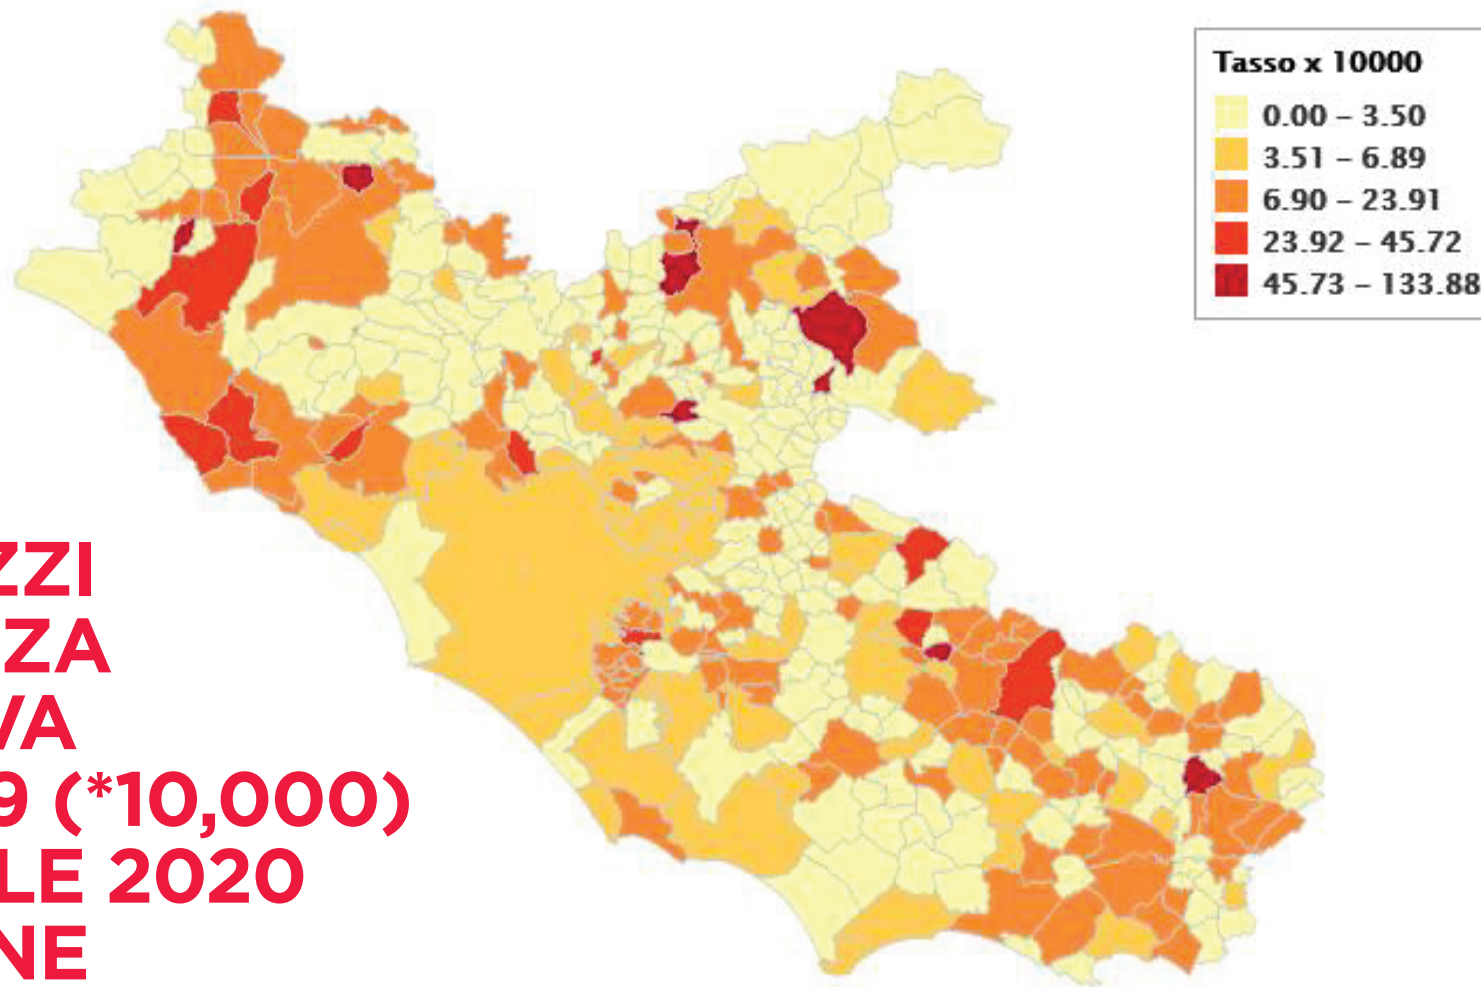 Tasso x 10000
0.00 – 3.50
3.51 – 6.89
6.90 – 23.91
23.92 – 45.72
45.73 – 133.88
ZZI
ZA
VA
9 (*10,000)
LE 2020
NE